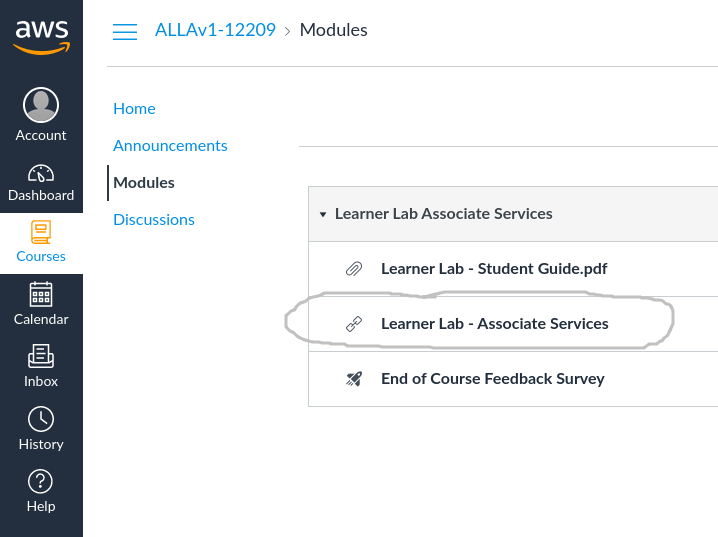 aws
ALLAv1-12209 > Modules
Account
Dashboard
Courses
Calendar
Inbox
History
Help
Home
Announcements
Modules
Discussions
Learner Lab Associate Services
Learner Lab - Student Guide.pdf
Learner Lab - Associate Services
End of Course Feedback Survey